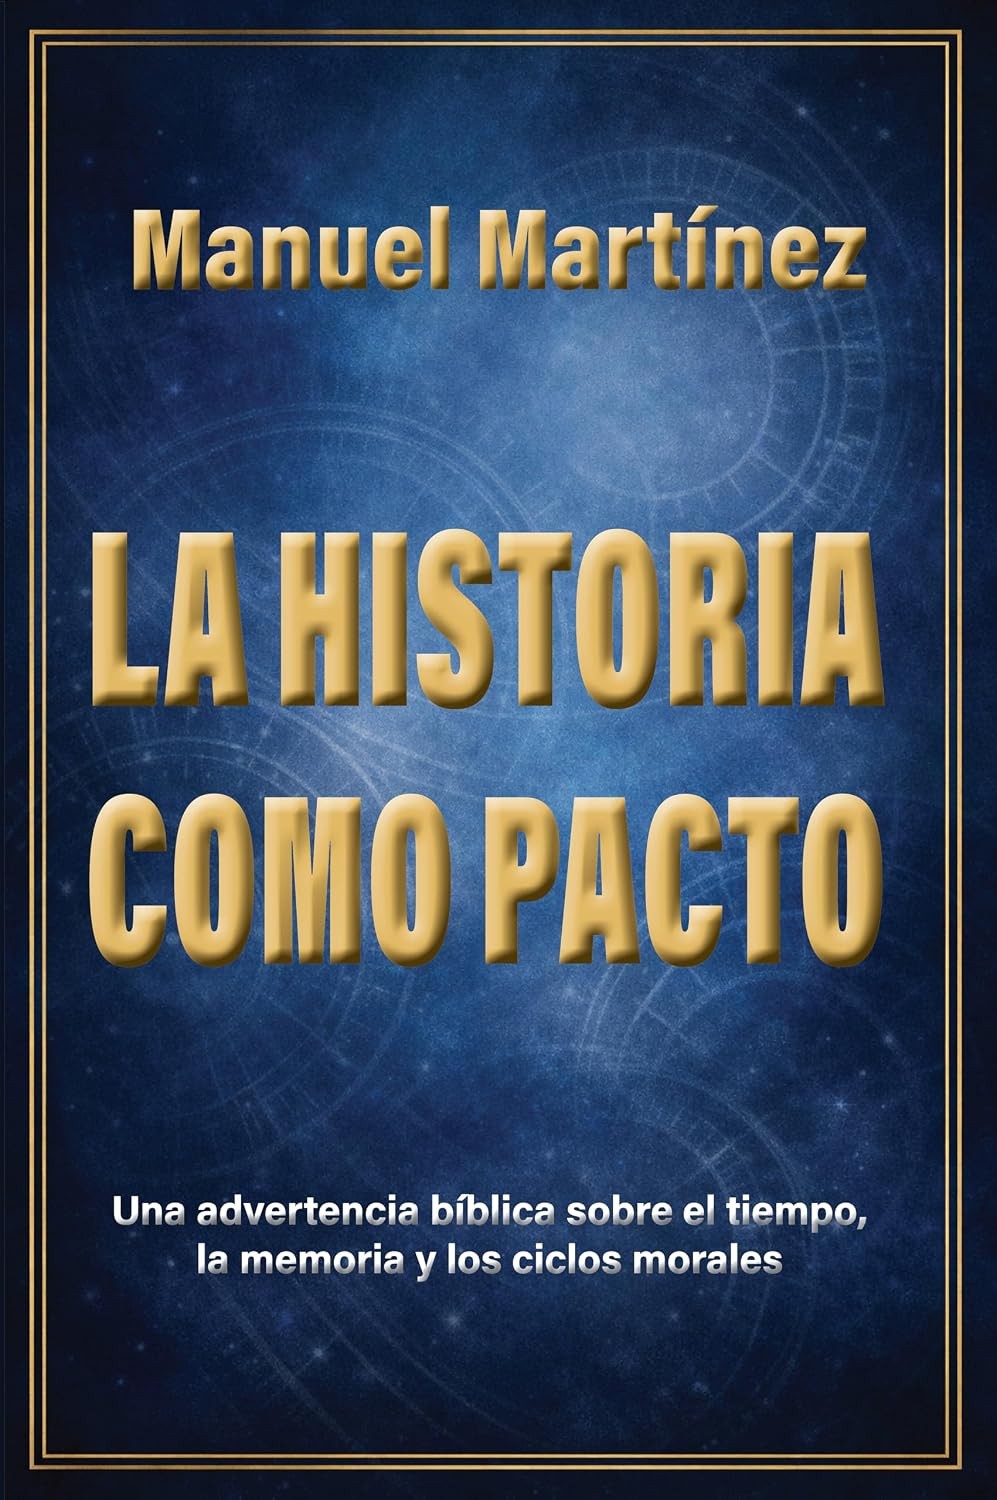 Manuel Martínez
LA HISTORIA
COMO PACTO
Una advertencia bíblica sobre el tiempo,
la memoria y los ciclos morales